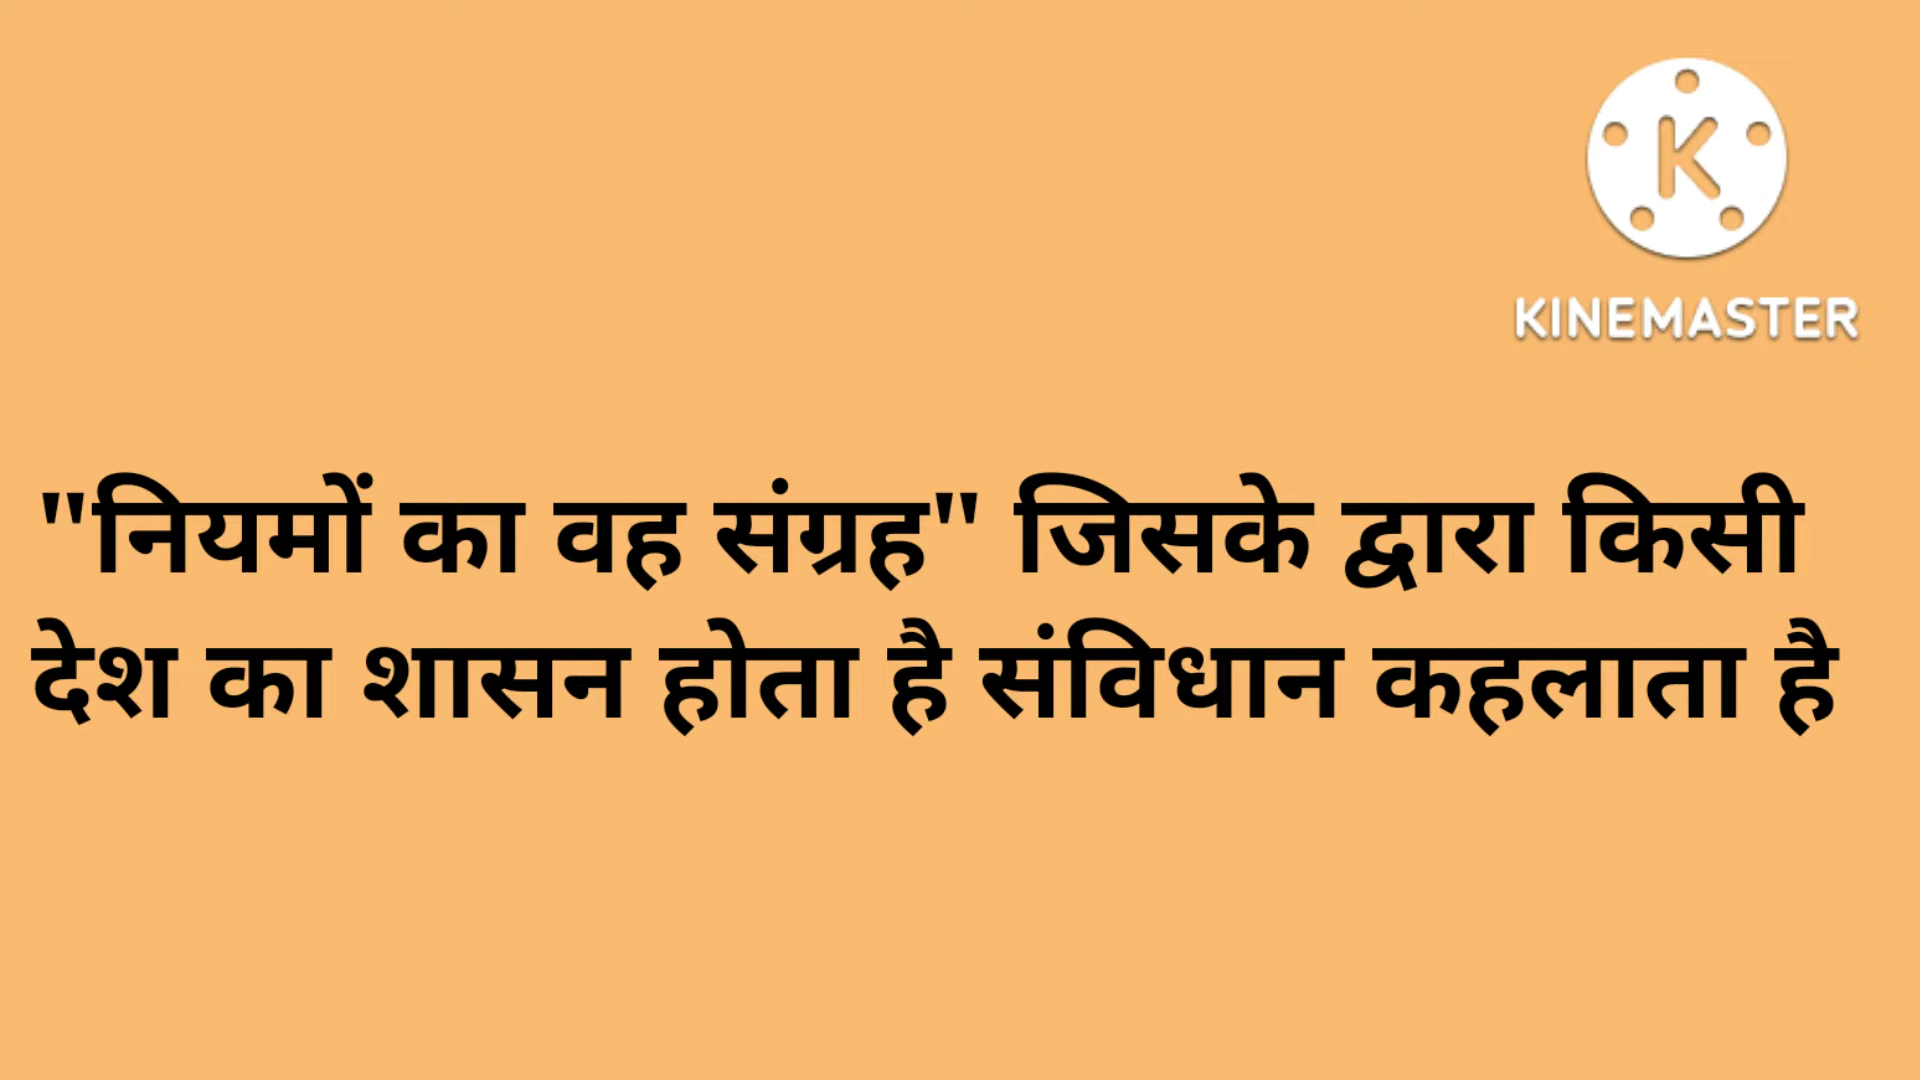 KINEMASTER
"नियमों का वह संग्रह" जिसके द्वारा किसी
देश का शासन होता है संविधान कहलाता है